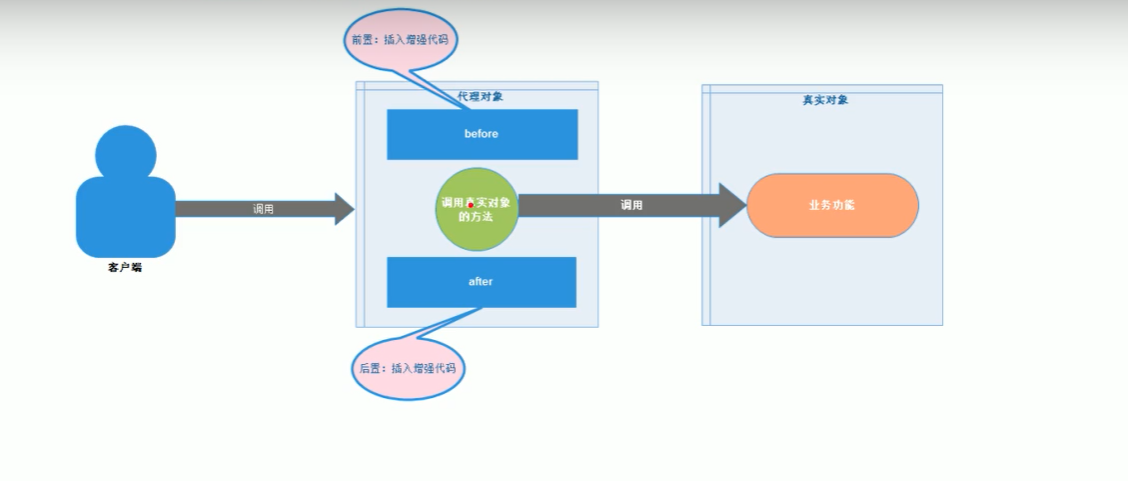 前置：插入增强代码
代理对象
真实对象
before
调用真实对象
的方法
调用
调用
业务功能
客户端
after
后置：插入增强代码